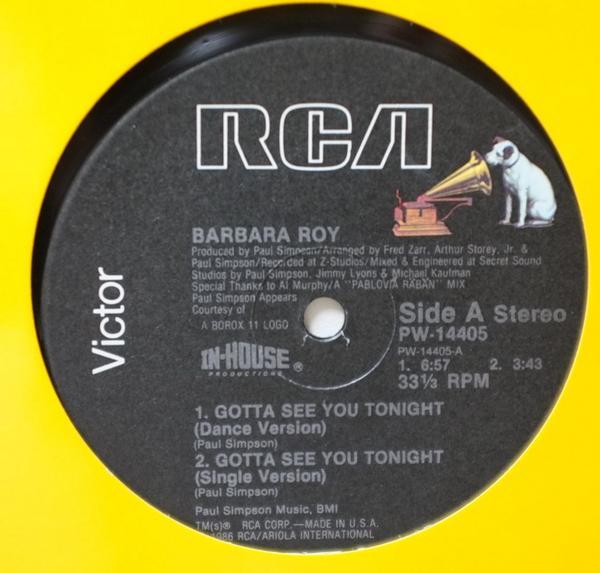 RCA
Victor
BARBARA ROY
Produced by Paul Simpson/Arranged by Fred Zarr, Arthur Storey, Jr. &
Paul Simpson/Recorded at Z-Studios/Mixed & Engineered at Secret Sound
Studios by Paul Simpson, Jimmy Lyons & Michael Kaufman
Special Thanks to Al Murphy/A "PABLOVIA RABAN" MIX
Paul Simpson Appears
Courtesy of
A BOROX 11 LOGO
IN-HOUSE ®
PRODUCTIONS
Side A Stereo
PW-14405
PW-14405-A
1. 6:57 2. 3:43
33⅓ RPM
1. GOTTA SEE YOU TONIGHT
(Dance Version)
(Paul Simpson)
2. GOTTA SEE YOU TONIGHT
(Single Version)
(Paul Simpson)
Paul Simpson Music, BMI
TM(s)® RCA CORP.—MADE IN U.S.A.
1986 RCA/ARIOLA INTERNATIONAL